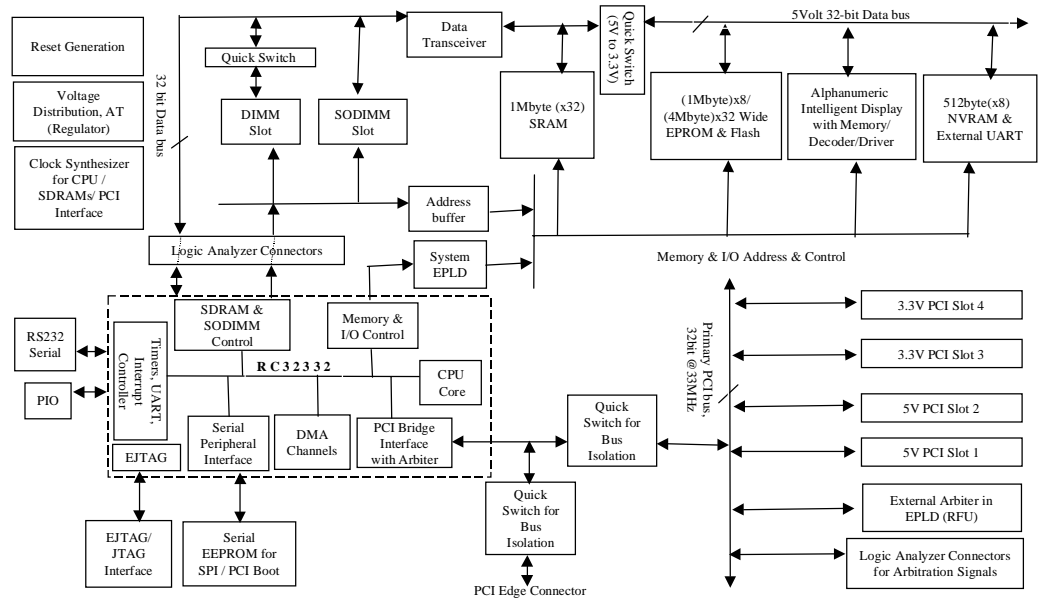 Reset Generation
Voltage
Distribution, AT
(Regulator)
Clock Synthesizer
for CPU /
SDRAMs/ PCI
Interface
32 bit Data bus
Quick Switch
DIMM
Slot
SODIMM
Slot
Data
Transceiver
Quick Switch
(5V to 3.3V)
5Volt 32-bit Data bus
1Mbyte (x32)
SRAM
(1Mbyte)x8/
(4Mbyte)x32 Wide
EPROM & Flash
Alphanumeric
Intelligent Display
with Memory/
Decoder/Driver
512byte(x8)
NVRAM &
External UART
Address
buffer
System
EPLD
Logic Analyzer Connectors
Memory & I/O Address & Control
SDRAM &
SODIMM
Control
Memory &
I/O Control
RS232
Serial
PIO
Timers, UART,
Interrupt
Controller
RC32332
CPU
Core
EJTAG
Serial
Peripheral
Interface
DMA
Channels
PCI Bridge
Interface
with Arbiter
Quick
Switch for
Bus
Isolation
Quick
Switch for
Bus
Isolation
PCI Edge Connector
EJTAG/
JTAG
Interface
Serial
EEPROM for
SPI / PCI Boot
Primary PCI bus,
32bit @33MHz
3.3V PCI Slot 4
3.3V PCI Slot 3
5V PCI Slot 2
5V PCI Slot 1
External Arbiter in
EPLD (RFU)
Logic Analyzer Connectors
for Arbitration Signals